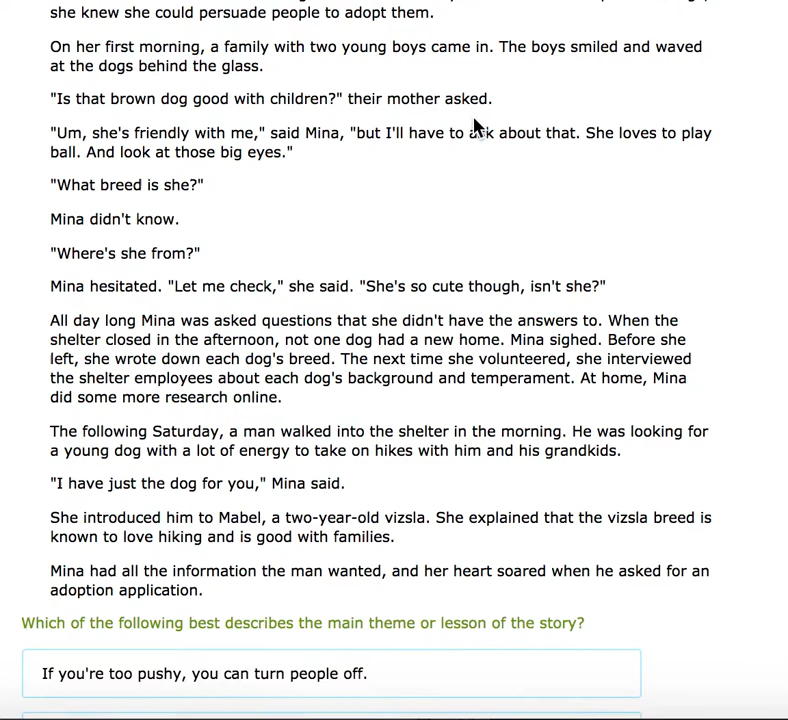 she knew she could persuade people to adopt them.
On her first morning, a family with two young boys came in. The boys smiled and waved
at the dogs behind the glass.
"Is that brown dog good with children?" their mother asked.
"Um, she's friendly with me," said Mina, "but I'll have to ask about that. She loves to play
ball. And look at those big eyes."
"What breed is she?"
Mina didn't know.
"Where's she from?"
Mina hesitated. "Let me check," she said. "She's so cute though, isn't she?"
All day long Mina was asked questions that she didn't have the answers to. When the
shelter closed in the afternoon, not one dog had a new home. Mina sighed. Before she
left, she wrote down each dog's breed. The next time she volunteered, she interviewed
the shelter employees about each dog's background and temperament. At home, Mina
did some more research online.
The following Saturday, a man walked into the shelter in the morning. He was looking for
a young dog with a lot of energy to take on hikes with him and his grandkids.
"I have just the dog for you," Mina said.
She introduced him to Mabel, a two-year-old vizsla. She explained that the vizsla breed is
known to love hiking and is good with families.
Mina had all the information the man wanted, and her heart soared when he asked for an
adoption application.
Which of the following best describes the main theme or lesson of the story?
If you're too pushy, you can turn people off.